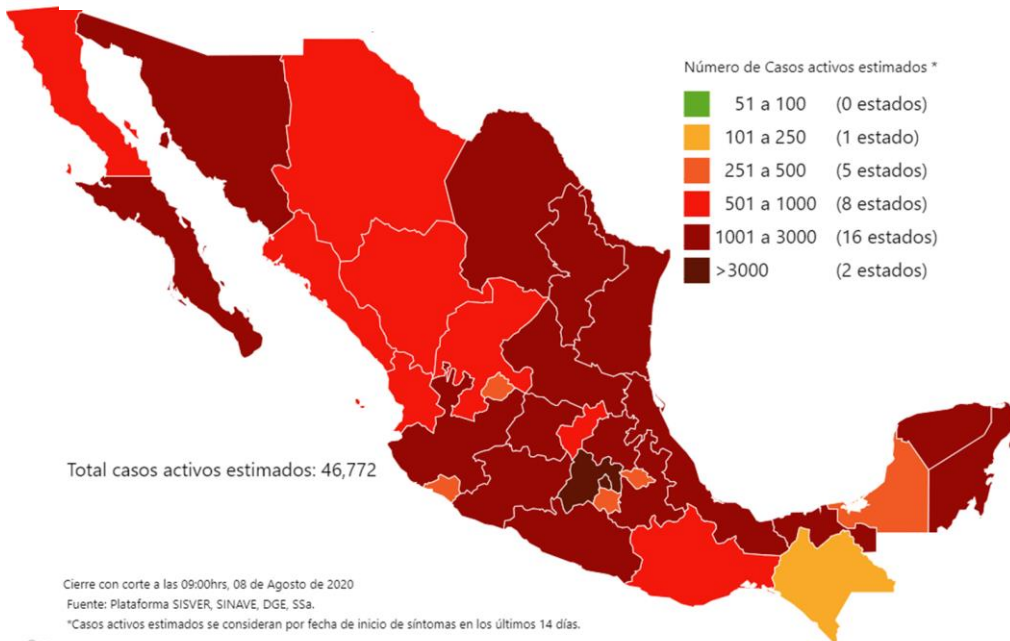 Número de Casos activos estimados *
51 a 100 (0 estados)
101 a 250 (1 estado)
251 a 500 (5 estados)
501 a 1000 (8 estados)
1001 a 3000 (16 estados)
>3000 (2 estados)
Total casos activos estimados: 46,772
Cierre con corte a las 09:00hrs, 08 de Agosto de 2020
Fuente: Plataforma SISVER, SINAVE, DGE, SSa.
*Casos activos estimados se consideran por fecha de inicio de síntomas en los últimos 14 días.